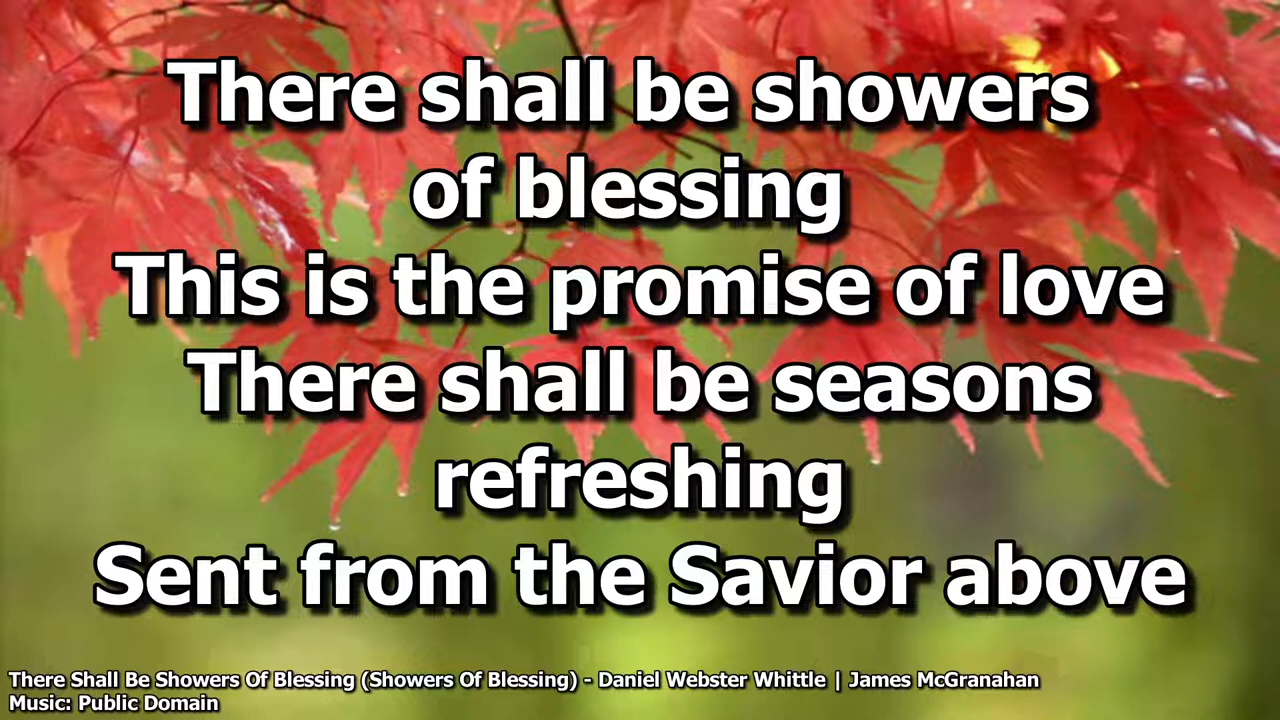 There shall be showers
of blessing
This is the promise of love
There shall be seasons
refreshing
Sent from the Savior above
There Shall Be Showers Of Blessing (Showers Of Blessing) - Daniel Webster Whittle | James McGranahan
Music: Public Domain